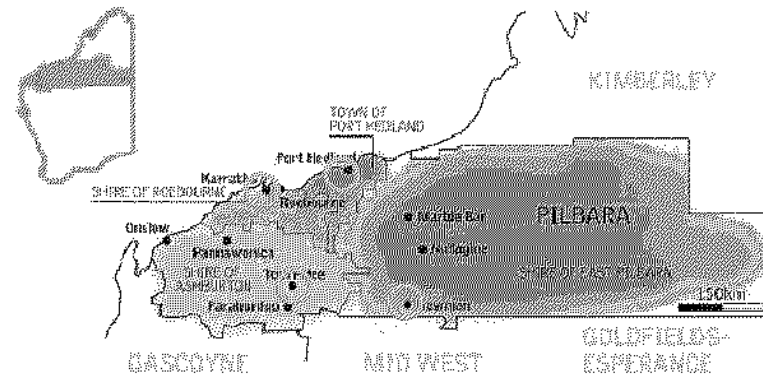 KIMBERLEY
TOWN OF
PORT HEDLAND
Port Hedland
Karratha
SHIRE OF ROEBOURNE
Roebourne
Onslow
Marble Bar
PILBARA
Pannawonica
Nullagine
SHIRE OF
ASHBURTON
Tom Price
SHIRE OF EAST PILBARA
Paraburdoo
Newman
150km
GASCOYNE
MID WEST
GOLDFIELDS-
ESPERANCE